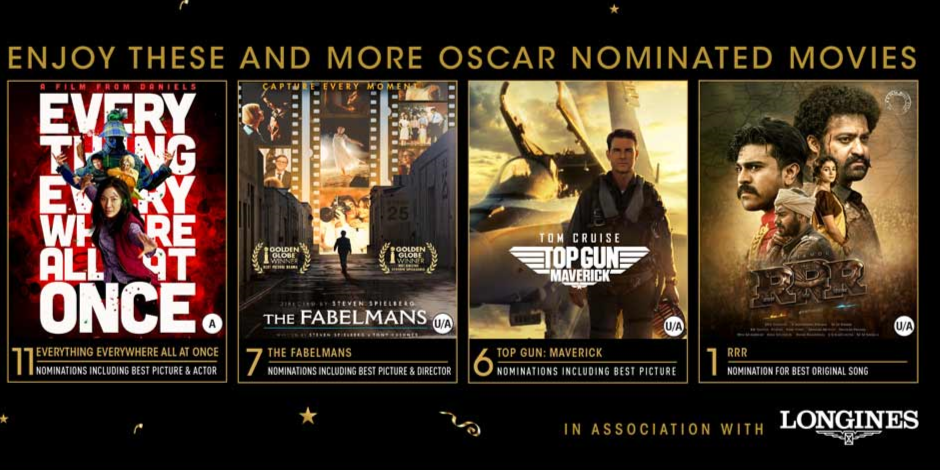 ENJOY THESE AND MORE OSCAR NOMINATED MOVIES
A FILM FROM DANIELS
EVERY
THING
EVERY
WHERE
ALL AT
ONCE
A
11 EVERYTHING EVERYWHERE ALL AT ONCE
NOMINATIONS INCLUDING BEST PICTURE & ACTOR
CAPTURE EVERY MOMENT
25
GOLDEN
GLOBE
WINNER
BEST PICTURE DRAMA
GOLDEN
GLOBE
WINNER
DIRECTED BY STEVEN SPIELBERG
THE FABELMANS
U/A
7 THE FABELMANS
NOMINATIONS INCLUDING BEST PICTURE & DIRECTOR
TOM CRUISE
TOP GUN
MAVERICK
U/A
6 TOP GUN: MAVERICK
NOMINATIONS INCLUDING BEST PICTURE
RRR
U/A
1 RRR
NOMINATION FOR BEST ORIGINAL SONG
IN ASSOCIATION WITH
LONGINES